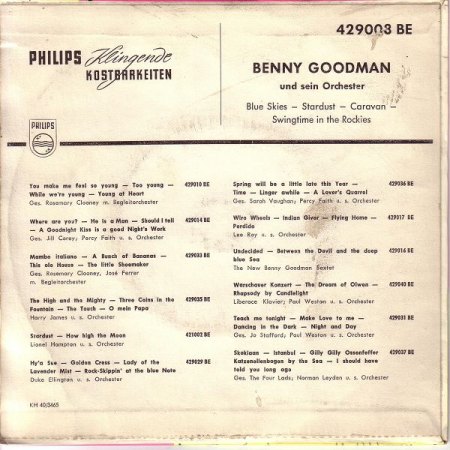 429003 BE
PHILIPS Klingende
KOSTBARKEITEN
BENNY GOODMAN
und sein Orchester
Blue Skies – Stardust – Caravan –
Swingtime in the Rockies
PHILIPS
You make me feel so young — Too young —
While we're young — Young at Heart
429010 BE
Ges. Rosemary Clooney m. Begleitorchester
Where are you? — He is a Man — Should I tell
— A Goodnight Kiss is a good Night's Work
429014 BE
Ges. Jill Corey; Percy Faith u. s. Orchester
Mambo italiano — A Bunch of Bananas —
This ole House — The little Shoemaker
429033 BE
Ges. Rosemary Clooney, José Ferrer
m. Begleitorchester
The High and the Mighty — Three Coins in the
Fountain — The Touch — O mein Papa
429035 BE
Harry James u. s. Orchester
Stardust — How high the Moon
421002 BE
Lionel Hampton u. s. Orchester
Hy'a Sue — Golden Cress — Lady of the
Lavender Mist — Rock-Skippin' at the blue Note
429029 BE
Duke Ellington u. s. Orchester
KH 40/3465
Spring will be a little late this Year —
Time — Linger awhile — A Lover's Quarrel
429036 BE
Ges. Sarah Vaughan; Percy Faith u. s. Orchester
Wire Wheels — Indian Giver — Flying Home —
Perdido
429017 BE
Lee Roy u. s. Orchester
Undecided — Between the Devil and the deep
blue Sea
429016 BE
The New Benny Goodman Sextet
Warschauer Konzert — The Dream of Olwen —
Rhapsody by Candlelight
429040 BE
Liberace Klavier; Paul Weston u. s. Orchester
Teach me tonight — Make Love to me —
Dancing in the Dark — Night and Day
429031 BE
Ges. Jo Stafford; Paul Weston u. s. Orchester
Skokiaan — Istanbul — Gilly Gilly Ossenfeffer
Katzenellenbogen by the Sea — I should have
told you long ago
429037 BE
Ges. The Four Lads; Norman Leyden u. s. Orchester